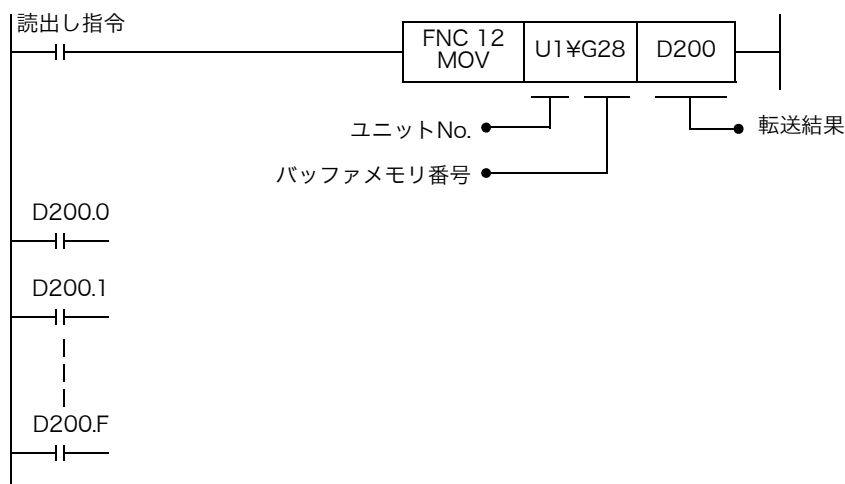 読出し指令
FNC 12
MOV
U1¥G28
D200
ユニットNo.
転送結果
バッファメモリ番号
D200.0
D200.1
D200.F